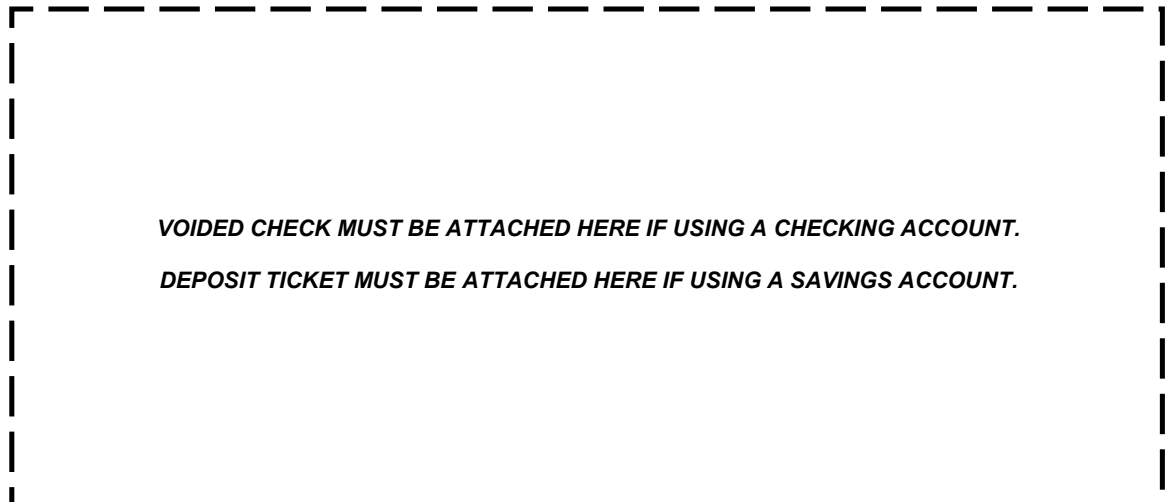 VOIDED CHECK MUST BE ATTACHED HERE IF USING A CHECKING ACCOUNT.
DEPOSIT TICKET MUST BE ATTACHED HERE IF USING A SAVINGS ACCOUNT.